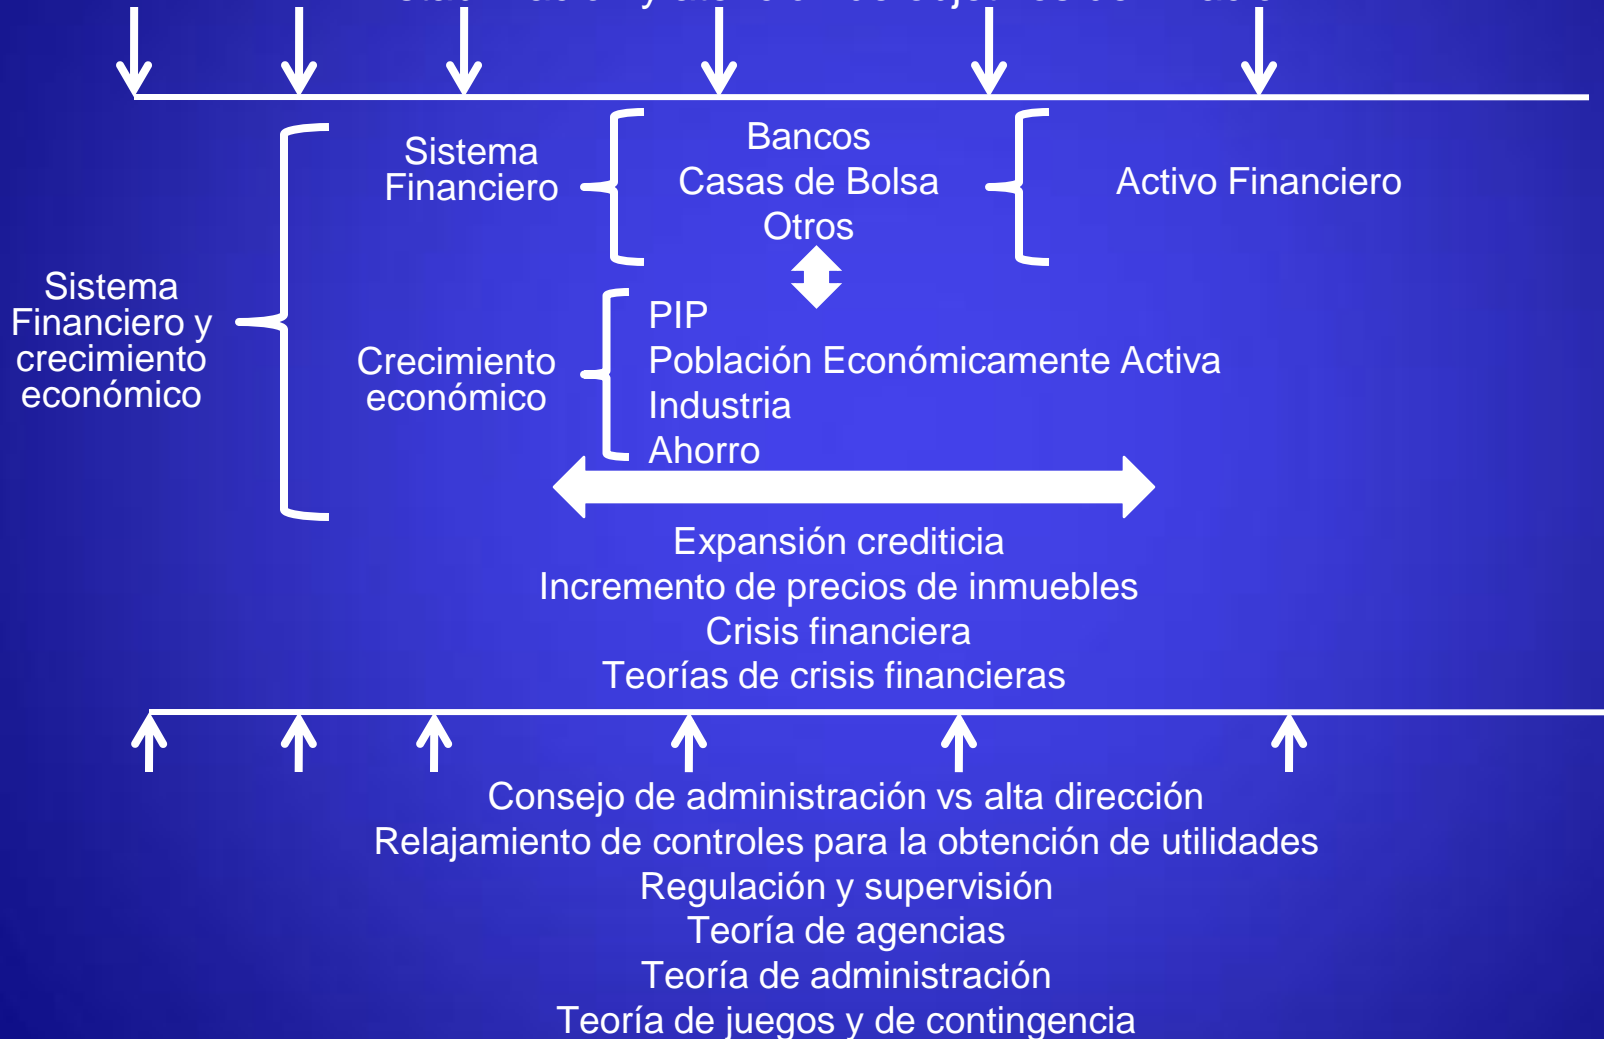 y
Sistema
Financiero
Bancos
Casas de Bolsa
Otros
Activo Financiero
Sistema
Financiero y
crecimiento
económico
Crecimiento
económico
PIP
Población Económicamente Activa
Industria
Ahorro
Expansión crediticia
Incremento de precios de inmuebles
Crisis financiera
Teorías de crisis financieras
Consejo de administración vs alta dirección
Relajamiento de controles para la obtención de utilidades
Regulación y supervisión
Teoría de agencias
Teoría de administración
Teoría de juegos y de contingencia